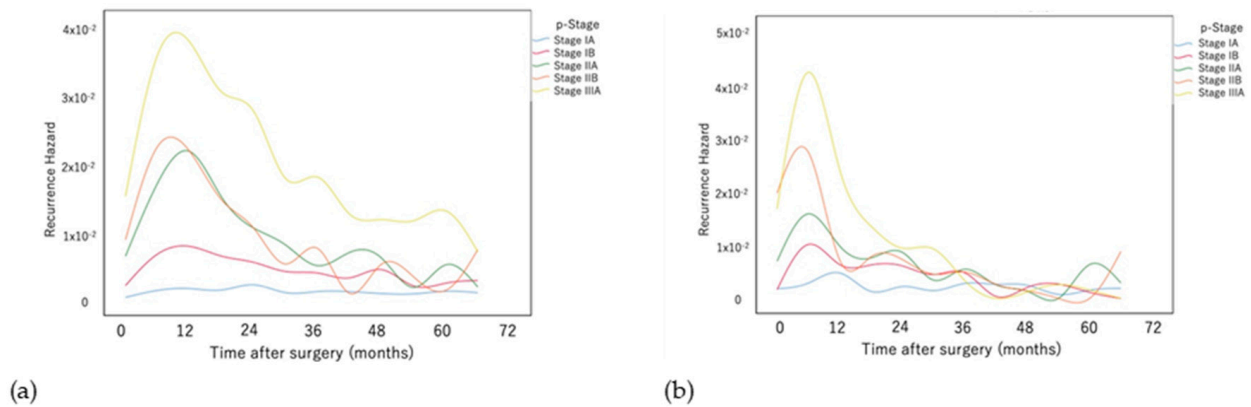 p-Stage
Stage IA
Stage IB
Stage IIA
Stage IIB
Stage IIIA
4x10⁻²
3x10⁻²
2x10⁻²
1x10⁻²
0
Recurrence Hazard
0 12 24 36 48 60 72
Time after surgery (months)
(a)
p-Stage
Stage IA
Stage IB
Stage IIA
Stage IIB
Stage IIIA
5x10⁻²
4x10⁻²
3x10⁻²
2x10⁻²
1x10⁻²
0
Recurrence Hazard
0 12 24 36 48 60 72
Time after surgery (months)
(b)